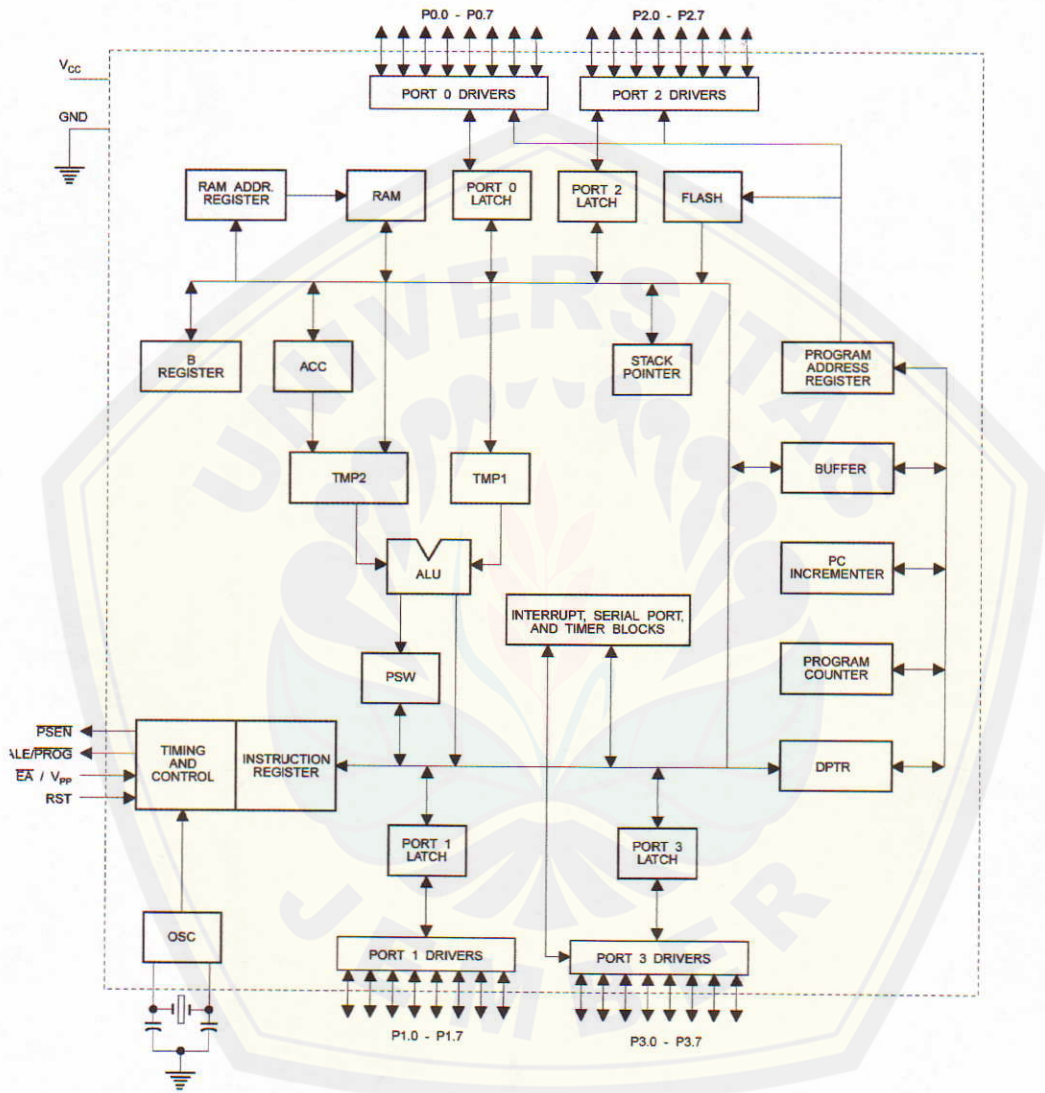 P0.0 - P0.7
P2.0 - P2.7
VCC
PORT 0 DRIVERS
PORT 2 DRIVERS
GND
RAM ADDR.
REGISTER
RAM
PORT 0
LATCH
PORT 2
LATCH
FLASH
B
REGISTER
ACC
STACK
POINTER
PROGRAM
ADDRESS
REGISTER
TMP2
TMP1
BUFFER
ALU
PC
INCREMENTER
INTERRUPT, SERIAL PORT,
AND TIMER BLOCKS
PSW
PROGRAM
COUNTER
PSEN
ALE/PROG
EA / VPP
RST
TIMING
AND
CONTROL
INSTRUCTION
REGISTER
DPTR
PORT 1
LATCH
PORT 3
LATCH
OSC
PORT 1 DRIVERS
PORT 3 DRIVERS
P1.0 - P1.7
P3.0 - P3.7
UNIVERSITAS
JEMBER